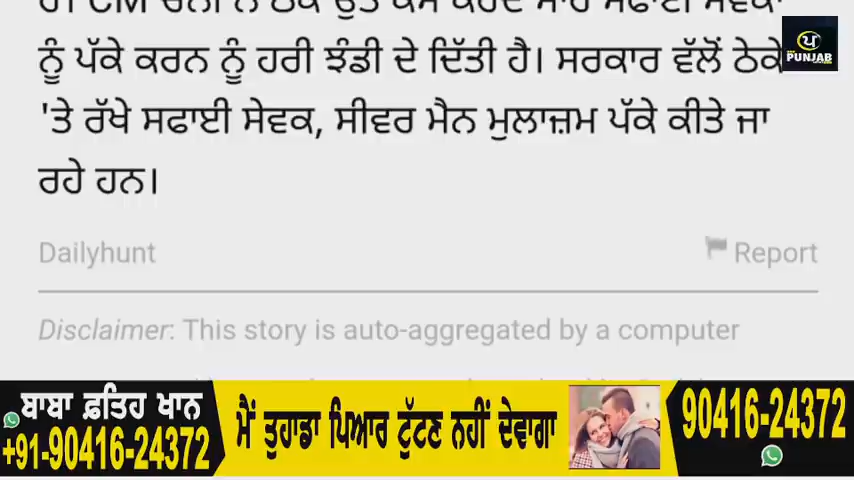 ਨੂੰ ਪੱਕੇ ਕਰਨ ਨੂੰ ਹਰੀ ਝੰਡੀ ਦੇ ਦਿੱਤੀ ਹੈ। ਸਰਕਾਰ ਵੱਲੋਂ ਠੇਕੇ
'ਤੇ ਰੱਖੇ ਸਫਾਈ ਸੇਵਕ, ਸੀਵਰ ਮੈਨ ਮੁਲਾਜ਼ਮ ਪੱਕੇ ਕੀਤੇ ਜਾ
ਰਹੇ ਹਨ।
ਪ
PUNJAB
Dailyhunt
Report
Disclaimer: This story is auto-aggregated by a computer
ਬਾਬਾ ਫ਼ਤਿਹ ਖਾਨ
+91-90416-24372
ਮੈਂ ਤੁਹਾਡਾ ਪਿਆਰ ਟੁੱਟਣ ਨਹੀਂ ਦੇਵਾਗਾ
90416-24372